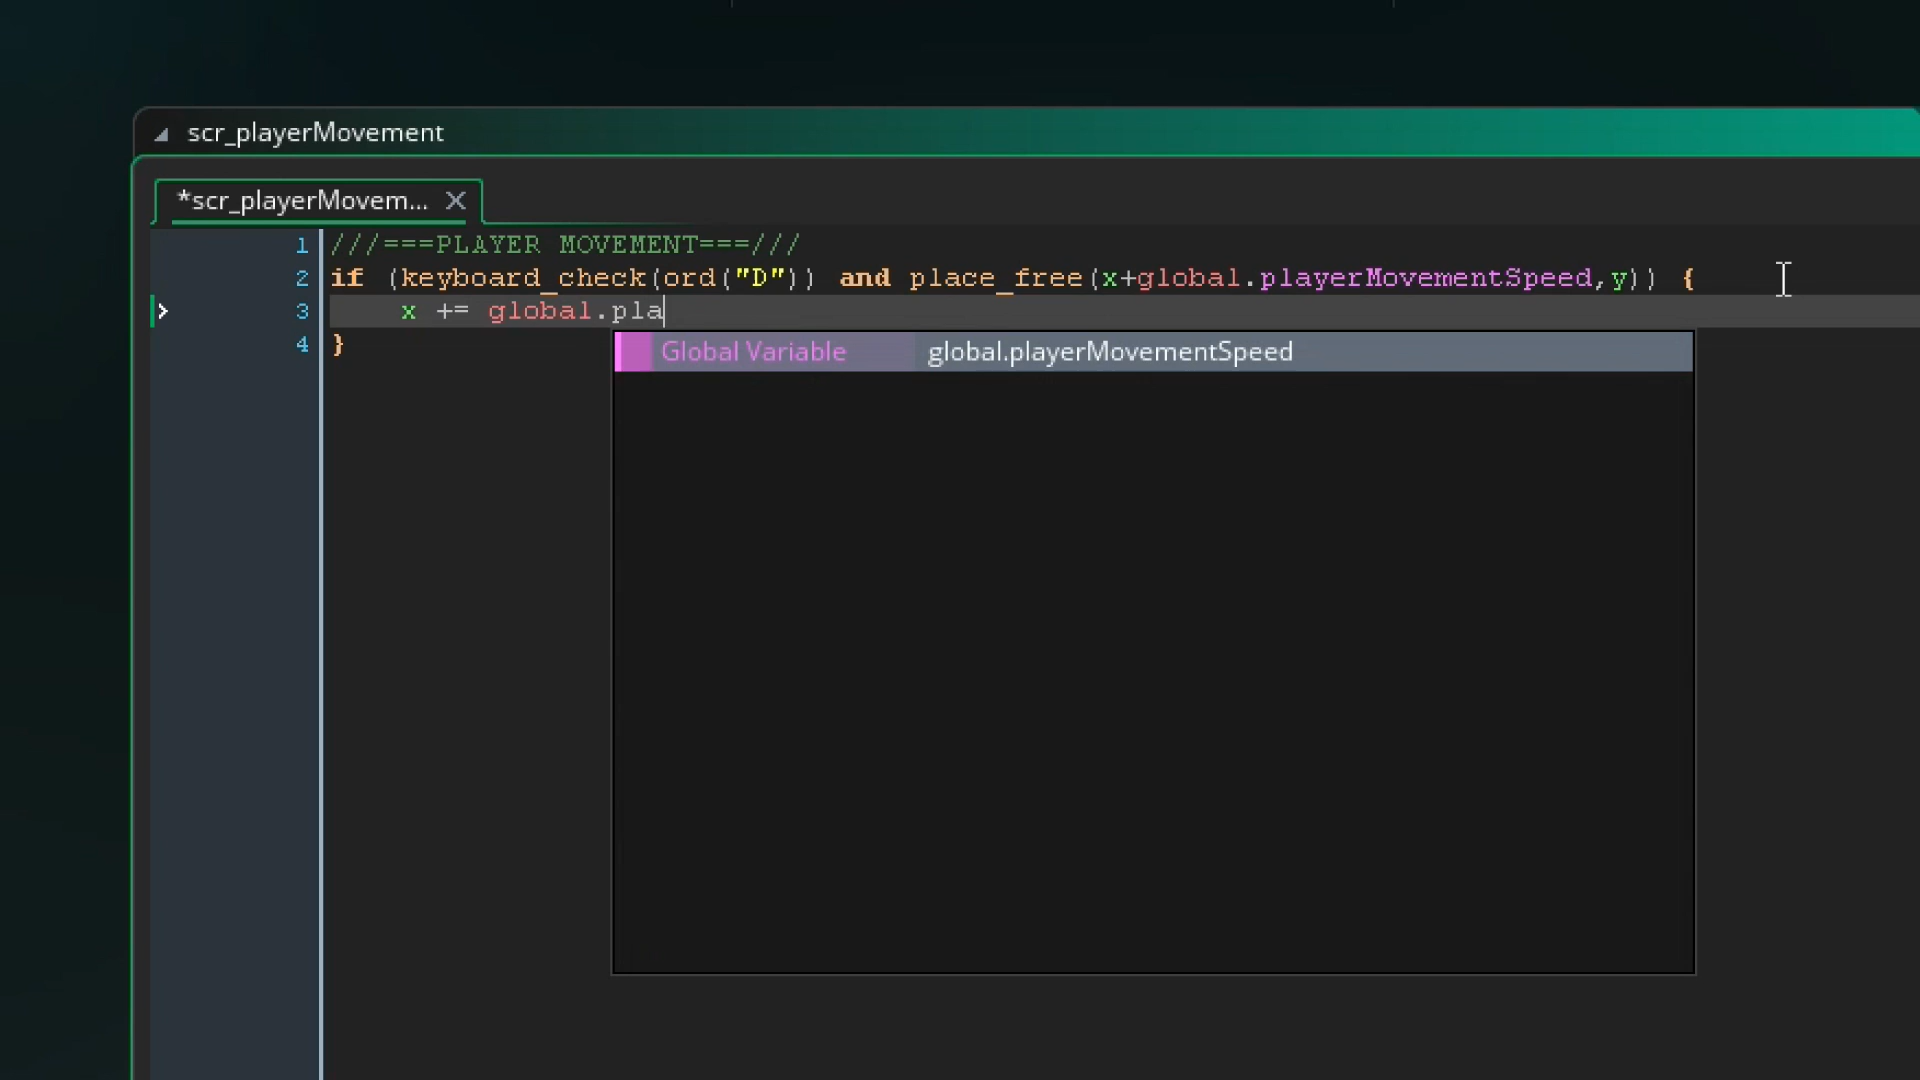 scr_playerMovement
*scr_playerMovem...
1 ///===PLAYER MOVEMENT===///
2 if (keyboard_check(ord("D")) and place_free(x+global.playerMovementSpeed,y)) {
3 x += global.pla
4 }
Global Variable global.playerMovementSpeed